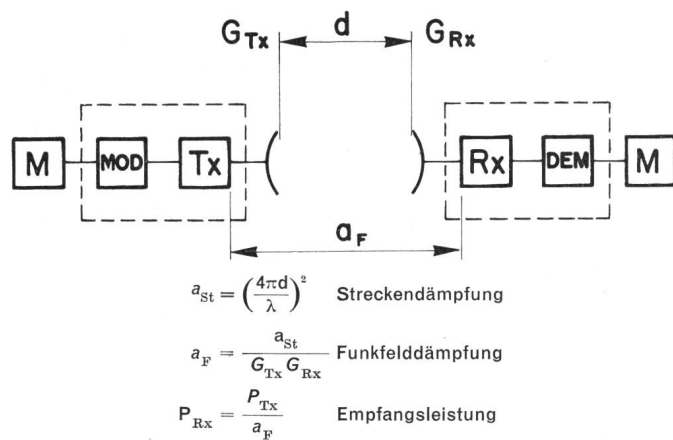 G_Tx d G_Rx
M MOD Tx Rx DEM M
a_F
a_St = (4πd/λ)² Streckendämpfung
a_F = a_St/(G_Tx G_Rx) Funkfelddämpfung
P_Rx = P_Tx/a_F Empfangsleistung